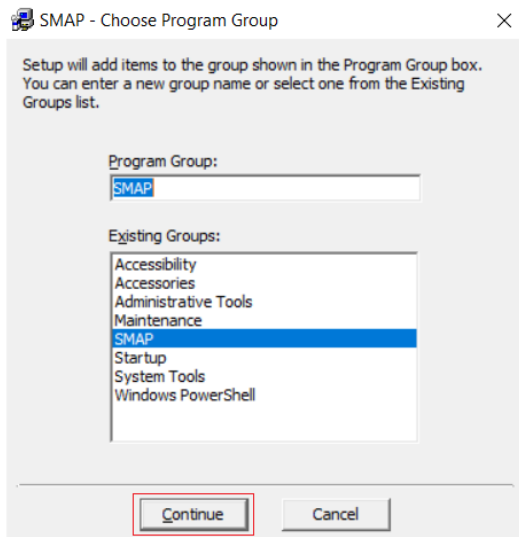 SMAP - Choose Program Group
Setup will add items to the group shown in the Program Group box.
You can enter a new group name or select one from the Existing
Groups list.
Program Group:
SMAP
Existing Groups:
Accessibility
Accessories
Administrative Tools
Maintenance
SMAP
Startup
System Tools
Windows PowerShell
Continue
Cancel